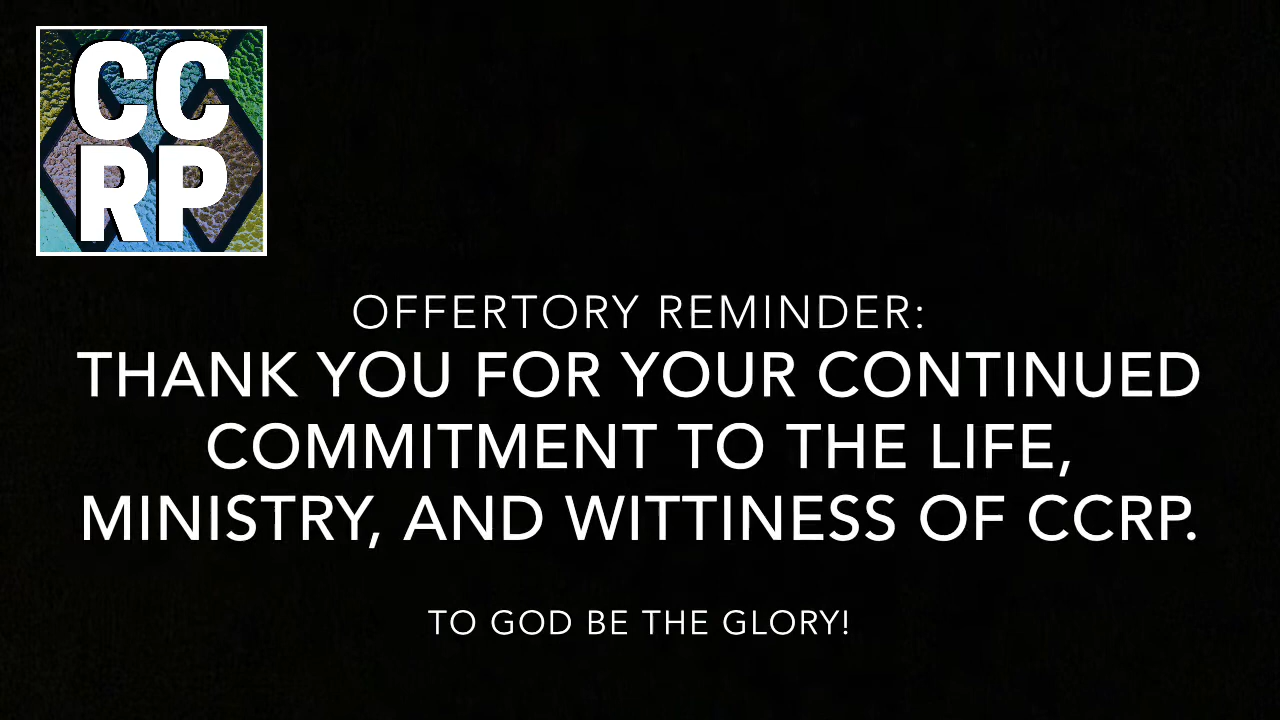 CC
RP
OFFERTORY REMINDER:
THANK YOU FOR YOUR CONTINUED
COMMITMENT TO THE LIFE,
MINISTRY, AND WITTINESS OF CCRP.
TO GOD BE THE GLORY!